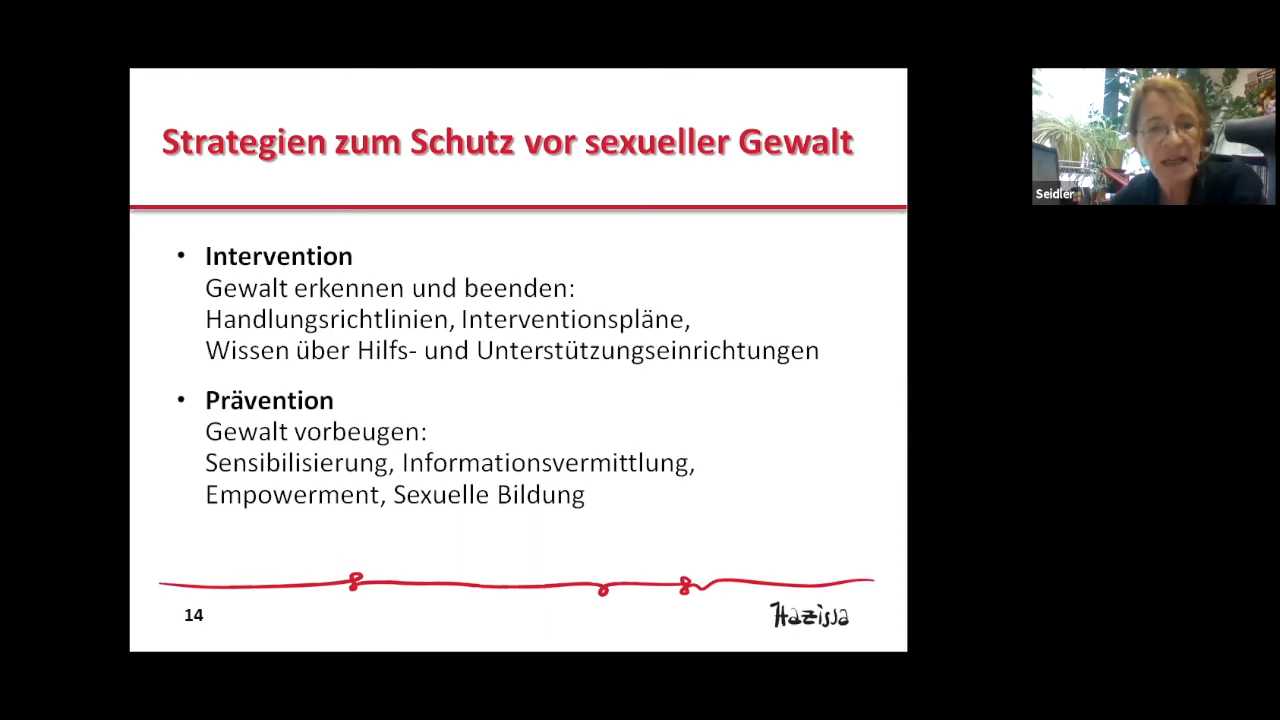 Strategien zum Schutz vor sexueller Gewalt
• Intervention
Gewalt erkennen und beenden:
Handlungsrichtlinien, Interventionspläne,
Wissen über Hilfs- und Unterstützungseinrichtungen
• Prävention
Gewalt vorbeugen:
Sensibilisierung, Informationsvermittlung,
Empowerment, Sexuelle Bildung
14
Hazissa
Seidler